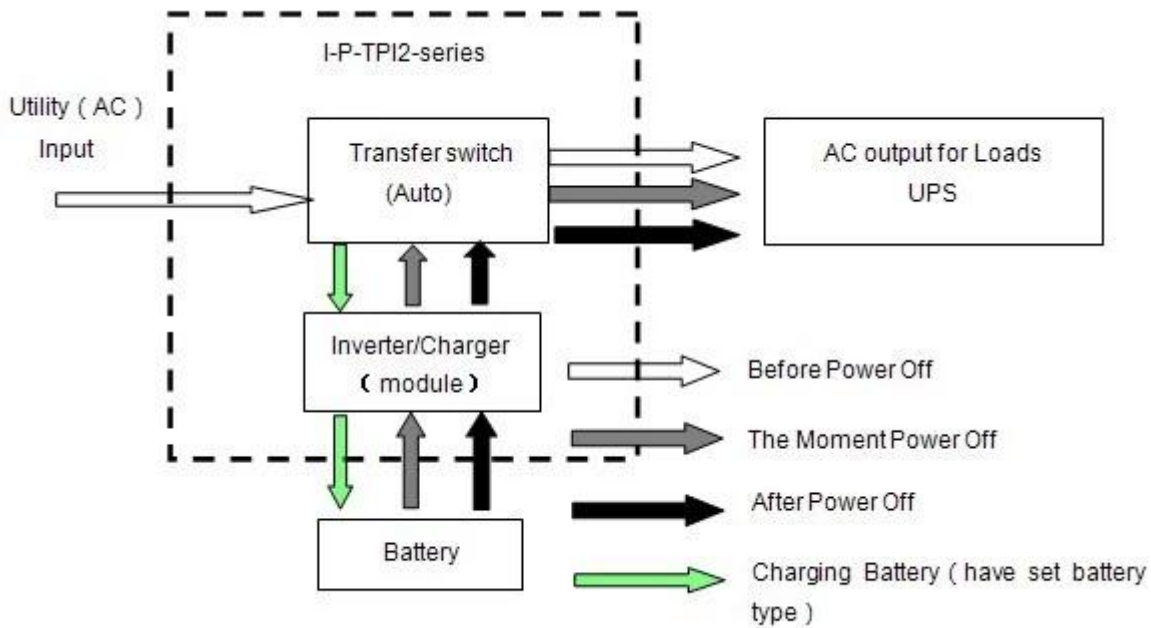 I-P-TPI2-series
Utility ( AC )
Input
Transfer switch
(Auto)
AC output for Loads
UPS
Inverter/Charger
( module )
Before Power Off
The Moment Power Off
After Power Off
Battery
Charging Battery ( have set battery
type )